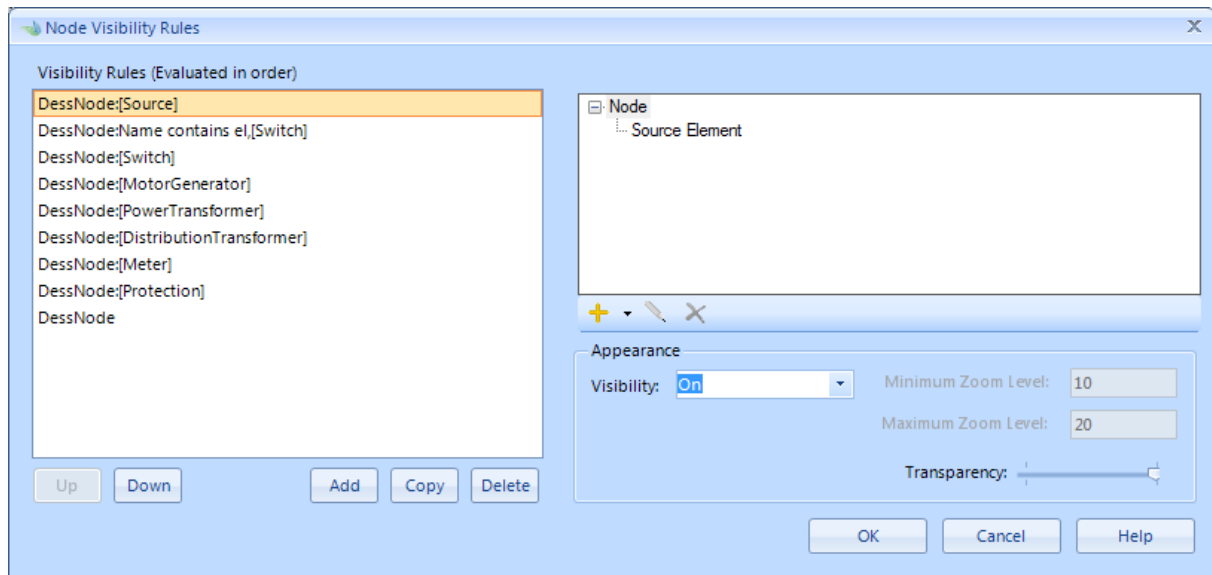 Node Visibility Rules
Visibility Rules (Evaluated in order)
DessNode:[Source]
DessNode:Name contains el,[Switch]
DessNode:[Switch]
DessNode:[MotorGenerator]
DessNode:[PowerTransformer]
DessNode:[DistributionTransformer]
DessNode:[Meter]
DessNode:[Protection]
DessNode
Up Down Add Copy Delete
Node
Source Element
Appearance
Visibility: On Minimum Zoom Level: 10
Maximum Zoom Level: 20
Transparency:
OK Cancel Help